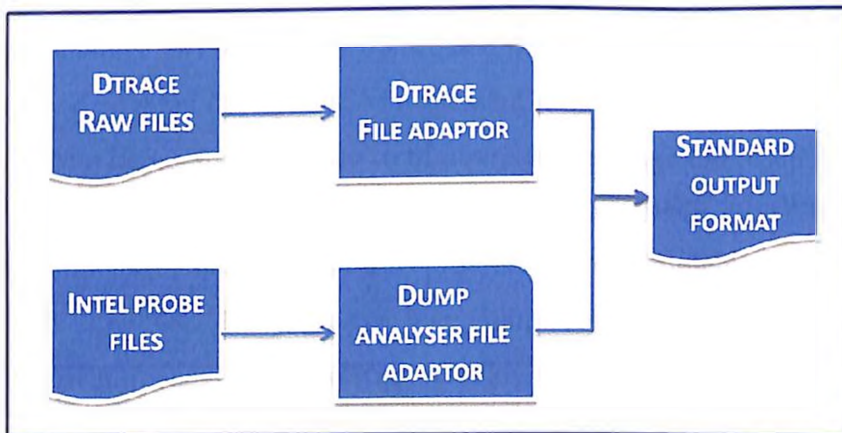 DTRACE
RAW FILES
DTRACE
FILE ADAPTOR
STANDARD
OUTPUT
FORMAT
INTEL PROBE
FILES
DUMP
ANALYSER FILE
ADAPTOR